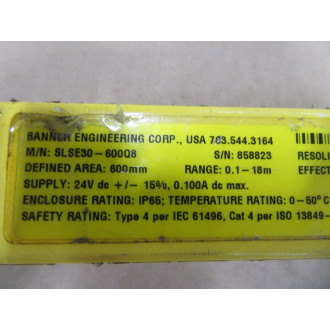 BANNER ENGINEERING CORP., USA 763.544.3164
M/N: SLSE30-600Q8 S/N: 858823 RESOLU
DEFINED AREA: 600mm RANGE: 0.1-18m EFFECT
SUPPLY: 24V dc +/- 15%, 0.100A dc max.
ENCLOSURE RATING: IP65; TEMPERATURE RATING: 0-50° C
SAFETY RATING: Type 4 per IEC 61496, Cat 4 per ISO 13849-